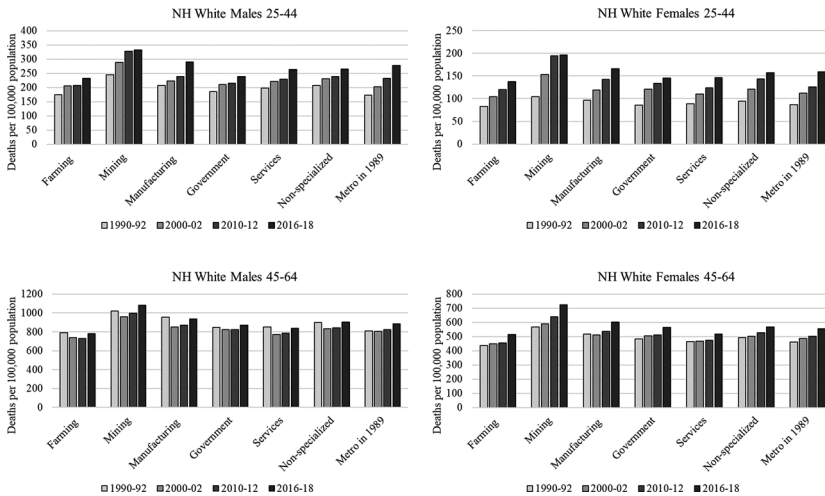 NH White Males 25-44
Deaths per 100,000 population
400
350
300
250
200
150
100
50
0
Farming
Mining
Manufacturing
Government
Services
Non-specialized
Metro in 1989
1990-92 2000-02 2010-12 2016-18
NH White Females 25-44
Deaths per 100,000 population
250
200
150
100
50
0
Farming
Mining
Manufacturing
Government
Services
Non-specialized
Metro in 1989
1990-92 2000-02 2010-12 2016-18
NH White Males 45-64
Deaths per 100,000 population
1200
1000
800
600
400
200
0
Farming
Mining
Manufacturing
Government
Services
Non-specialized
Metro in 1989
1990-92 2000-02 2010-12 2016-18
NH White Females 45-64
Deaths per 100,000 population
800
700
600
500
400
300
200
100
0
Farming
Mining
Manufacturing
Government
Services
Non-specialized
Metro in 1989
1990-92 2000-02 2010-12 2016-18